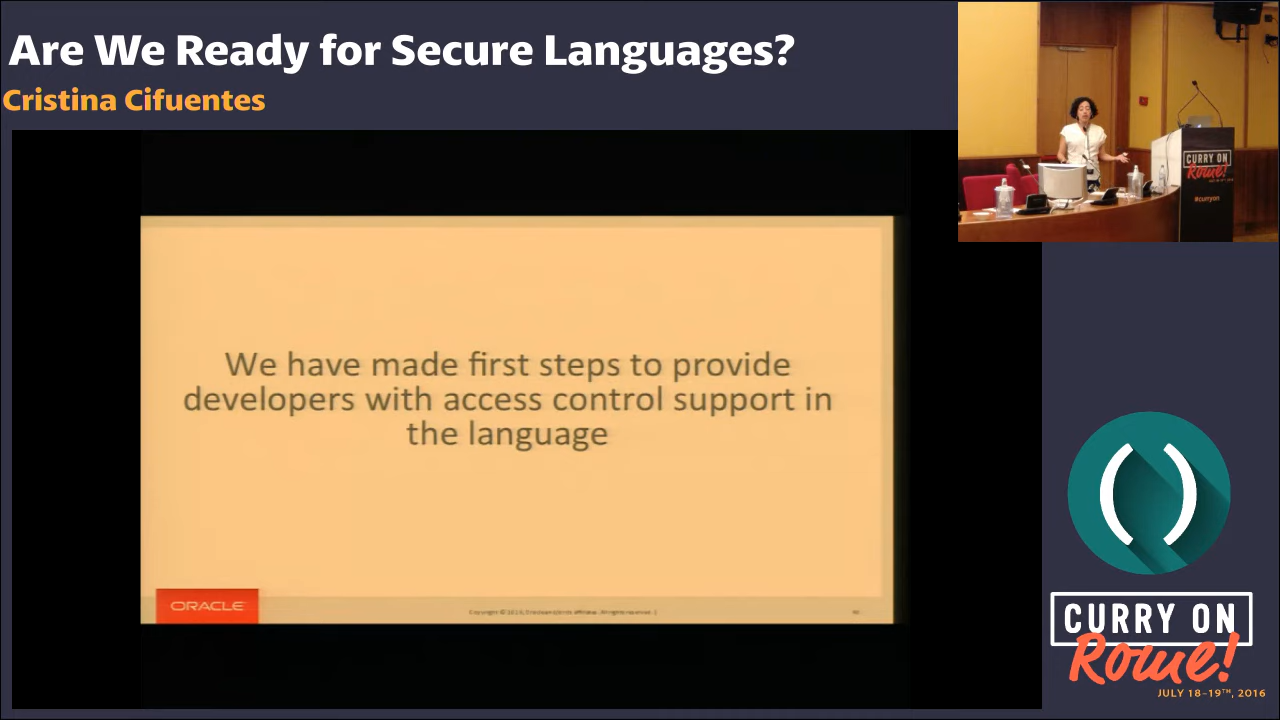 Are We Ready for Secure Languages?
Cristina Cifuentes
CURRY ON
Rome!
#curryon
We have made first steps to provide
developers with access control support in
the language
ORACLE
CURRY ON
Rome!
JULY 18-19TH, 2016